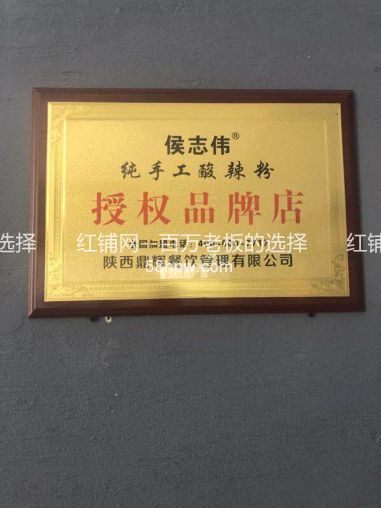 侯志伟®
纯手工酸辣粉
授权品牌店
的选择 红铺网-百万老板的选择 红铺网
陕西鼎辉餐饮管理有限公司